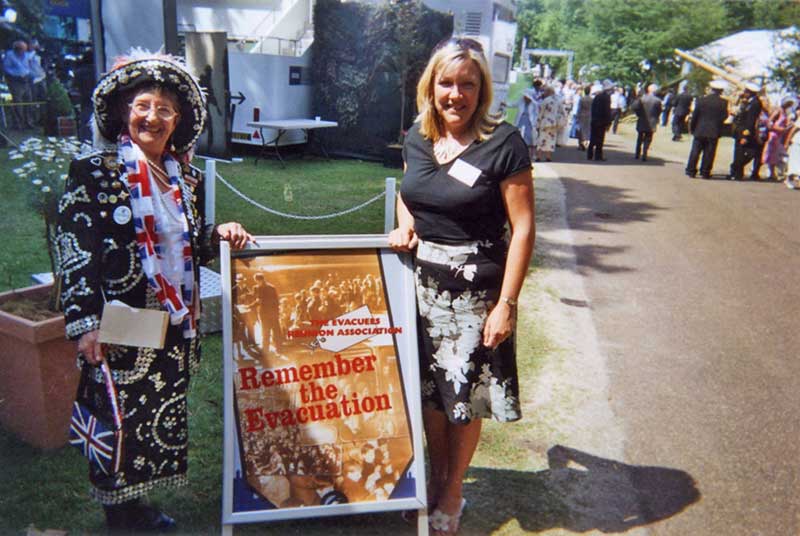 THE EVACUEES
REUNION ASSOCIATION
Remember
the
Evacuation